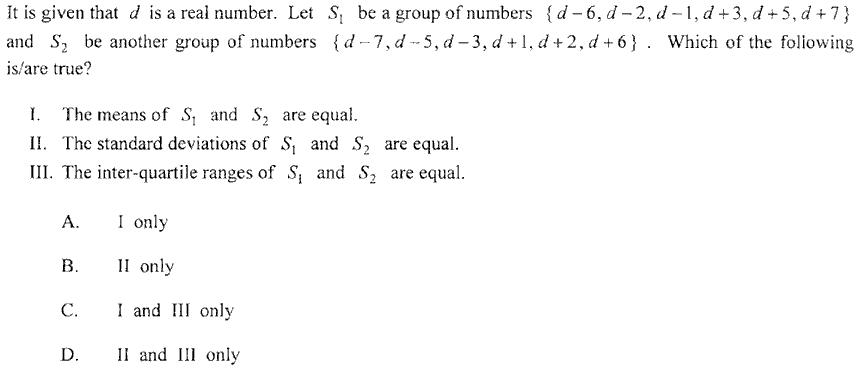 It is given that d is a real number. Let S₁ be a group of numbers {d−6, d−2, d−1, d+3, d+5, d+7}
and S₂ be another group of numbers {d−7, d−5, d−3, d+1, d+2, d+6} . Which of the following
is/are true?
I. The means of S₁ and S₂ are equal.
II. The standard deviations of S₁ and S₂ are equal.
III. The inter-quartile ranges of S₁ and S₂ are equal.
A. I only
B. II only
C. I and III only
D. II and III only